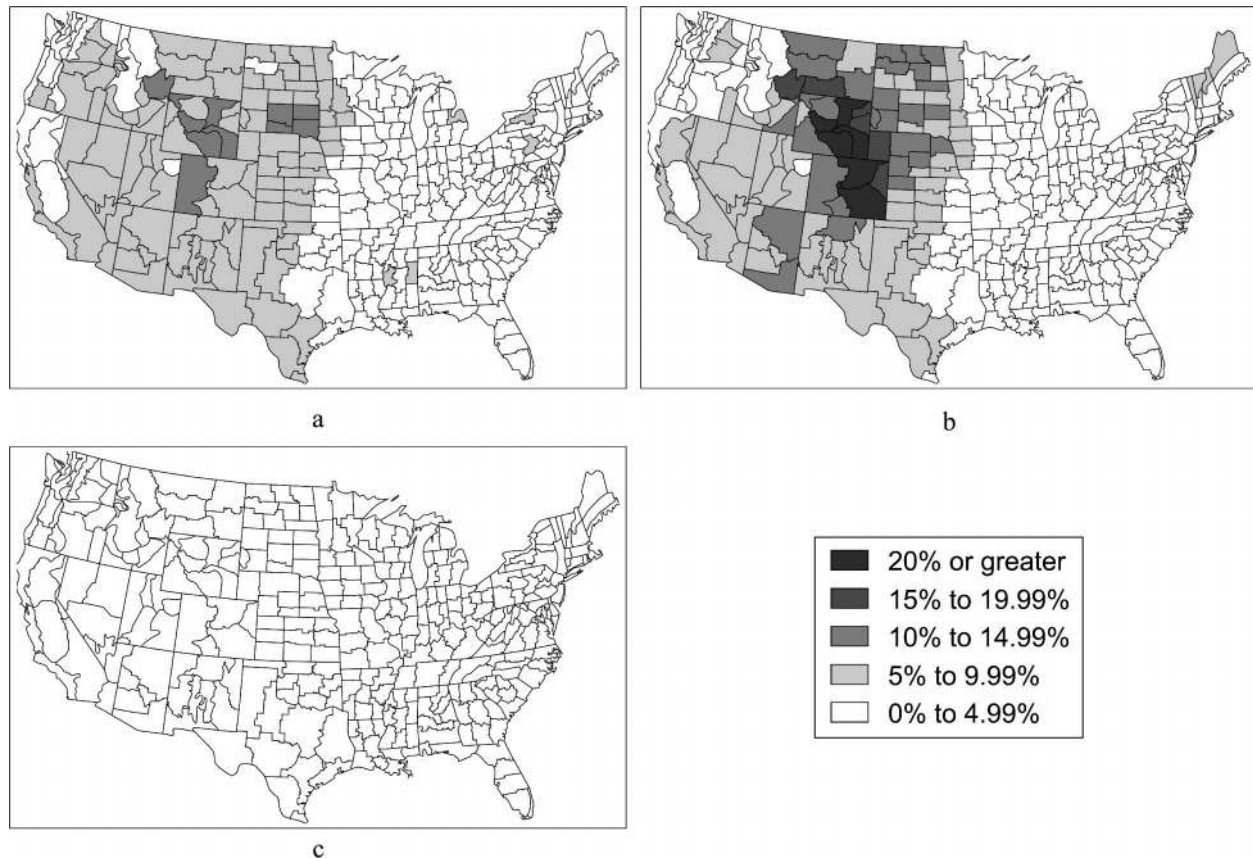 a
b
20% or greater
15% to 19.99%
10% to 14.99%
5% to 9.99%
0% to 4.99%
c